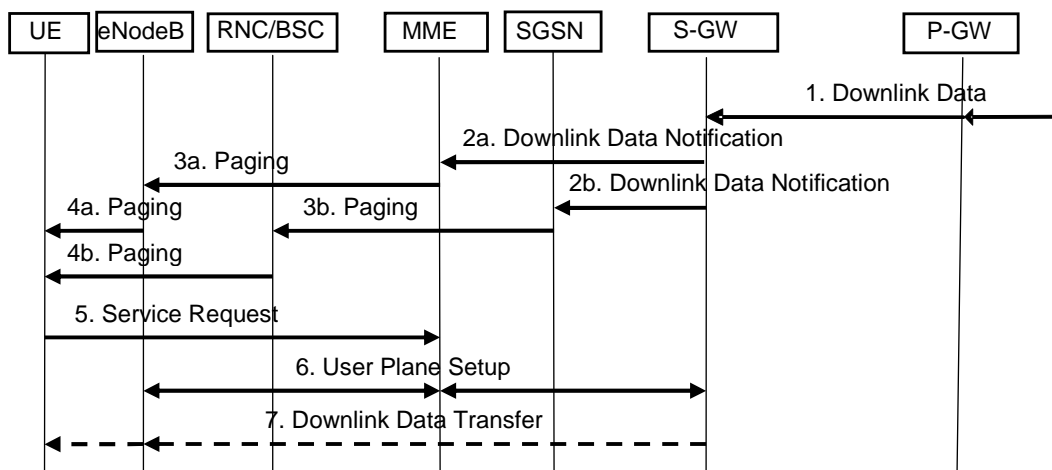 UE
eNodeB
RNC/BSC
MME
SGSN
S-GW
P-GW
1. Downlink Data
2a. Downlink Data Notification
3a. Paging
2b. Downlink Data Notification
4a. Paging
3b. Paging
4b. Paging
5. Service Request
6. User Plane Setup
7. Downlink Data Transfer